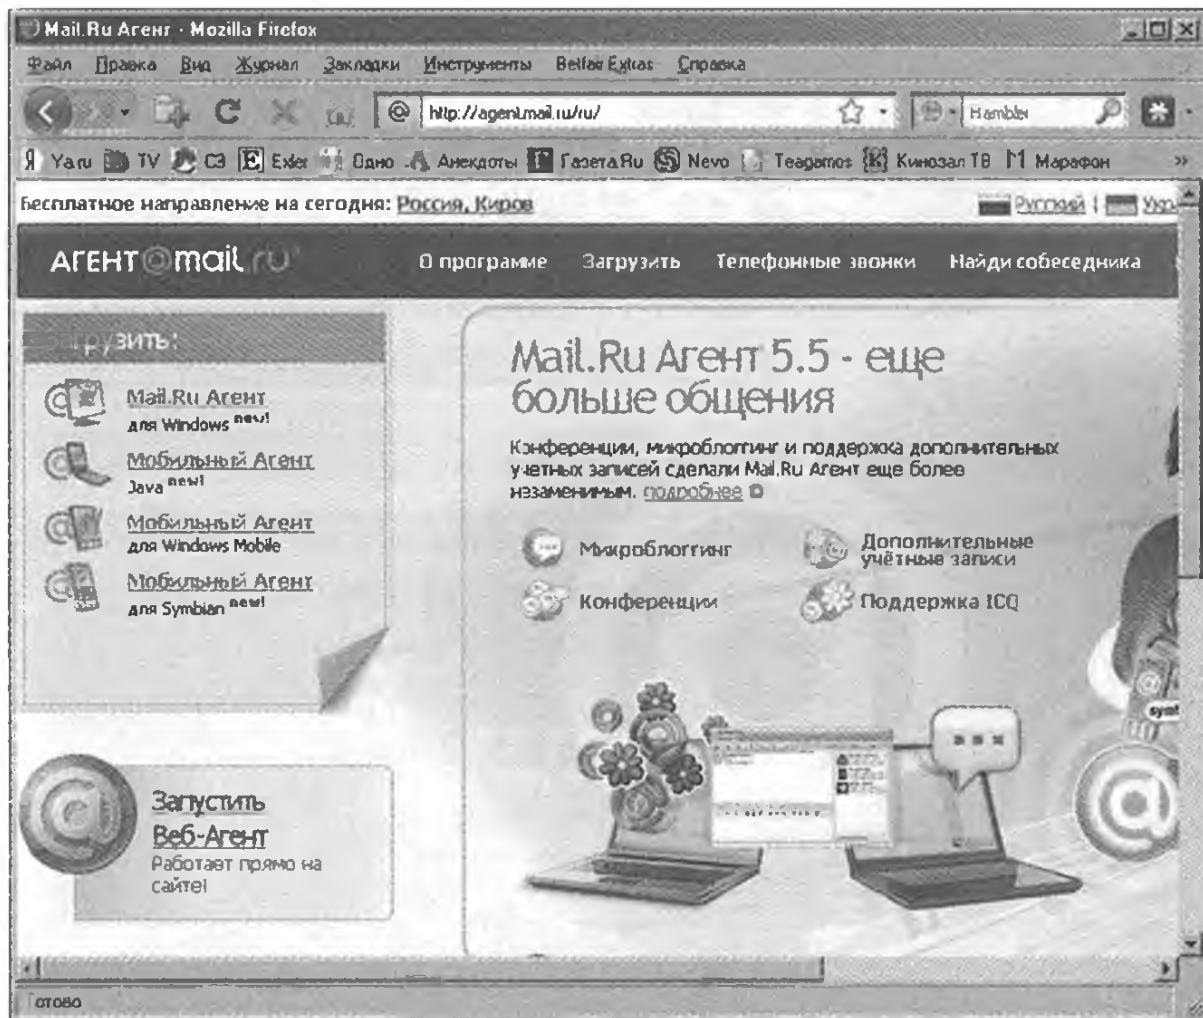 Mail.Ru Агент - Mozilla Firefox
Файл Правка Вид Журнал Закладки Инструменты Betfair Extras Справка
http://agent.mail.ru/ru/ Rambler
Ya.ru TV СЭ Exler Одно Анекдоты Газета.Ru Nevo Teagames Кинозал ТВ Марафон »
Бесплатное направление на сегодня: Россия, Киров Русский | Укра
АГЕНТ@mail.ru
О программе Загрузить Телефонные звонки Найди собеседника
Загрузить:
Mail.Ru Агент
для Windows new!
Мобильный Агент
Java new!
Мобильный Агент
для Windows Mobile
Мобильный Агент
для Symbian new!
Mail.Ru Агент 5.5 - еще
больше общения
Конференции, микроблоггинг и поддержка дополнительных
учетных записей сделали Mail.Ru Агент еще более
незаменимым. подробнее
Микроблоггинг
Дополнительные
учётные записи
Конференции
Поддержка ICQ
Запустить
Веб-Агент
Работает прямо на
сайте!
Готово